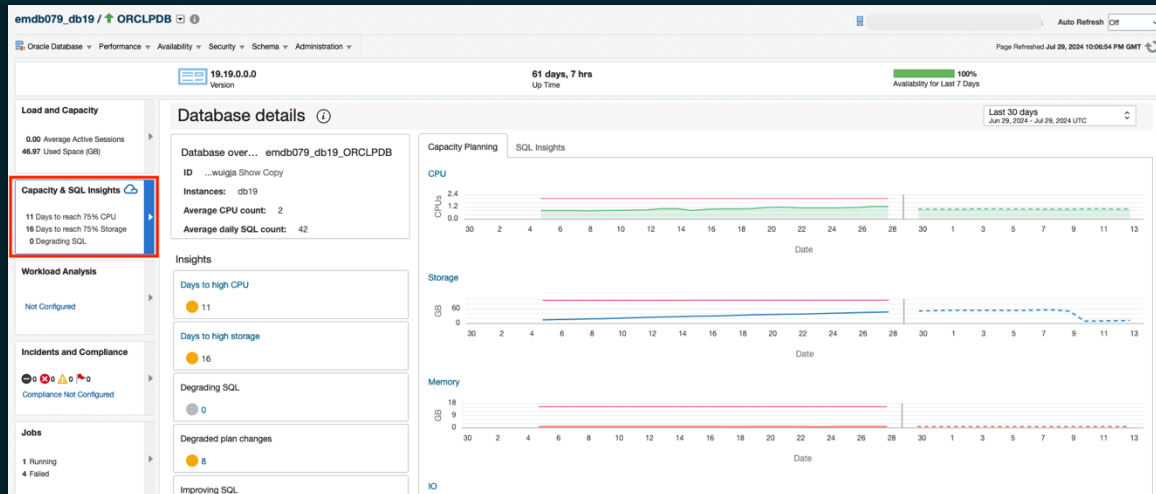 emdb079_db19 / ORCLPDB
Auto Refresh Off
Oracle Database Performance Availability Security Schema Administration
Page Refreshed Jul 29, 2024 10:06:54 PM GMT
19.19.0.0.0
Version
61 days, 7 hrs
Up Time
100%
Availability for Last 7 Days
Load and Capacity
0.00 Average Active Sessions
46.97 Used Space (GB)
Capacity & SQL Insights
11 Days to reach 75% CPU
16 Days to reach 75% Storage
0 Degrading SQL
Workload Analysis
Not Configured
Incidents and Compliance
0 0 0 0
Compliance Not Configured
Jobs
1 Running
4 Failed
Database details
Last 30 days
Jun 29, 2024 - Jul 29, 2024 UTC
Database over... emdb079_db19_ORCLPDB
ID ...wuigja Show Copy
Instances: db19
Average CPU count: 2
Average daily SQL count: 42
Insights
Days to high CPU
11
Days to high storage
16
Degrading SQL
0
Degraded plan changes
8
Improving SQL
Capacity Planning SQL Insights
CPU
CPUs
2.4
1.2
0.0
30 2 4 6 8 10 12 14 16 18 20 22 24 26 28 30 1 3 5 7 9 11 13
Date
Storage
GB
60
0
30 2 4 6 8 10 12 14 16 18 20 22 24 26 28 30 1 3 5 7 9 11 13
Date
Memory
GB
18
9
0
30 2 4 6 8 10 12 14 16 18 20 22 24 26 28 30 1 3 5 7 9 11 13
Date
IO